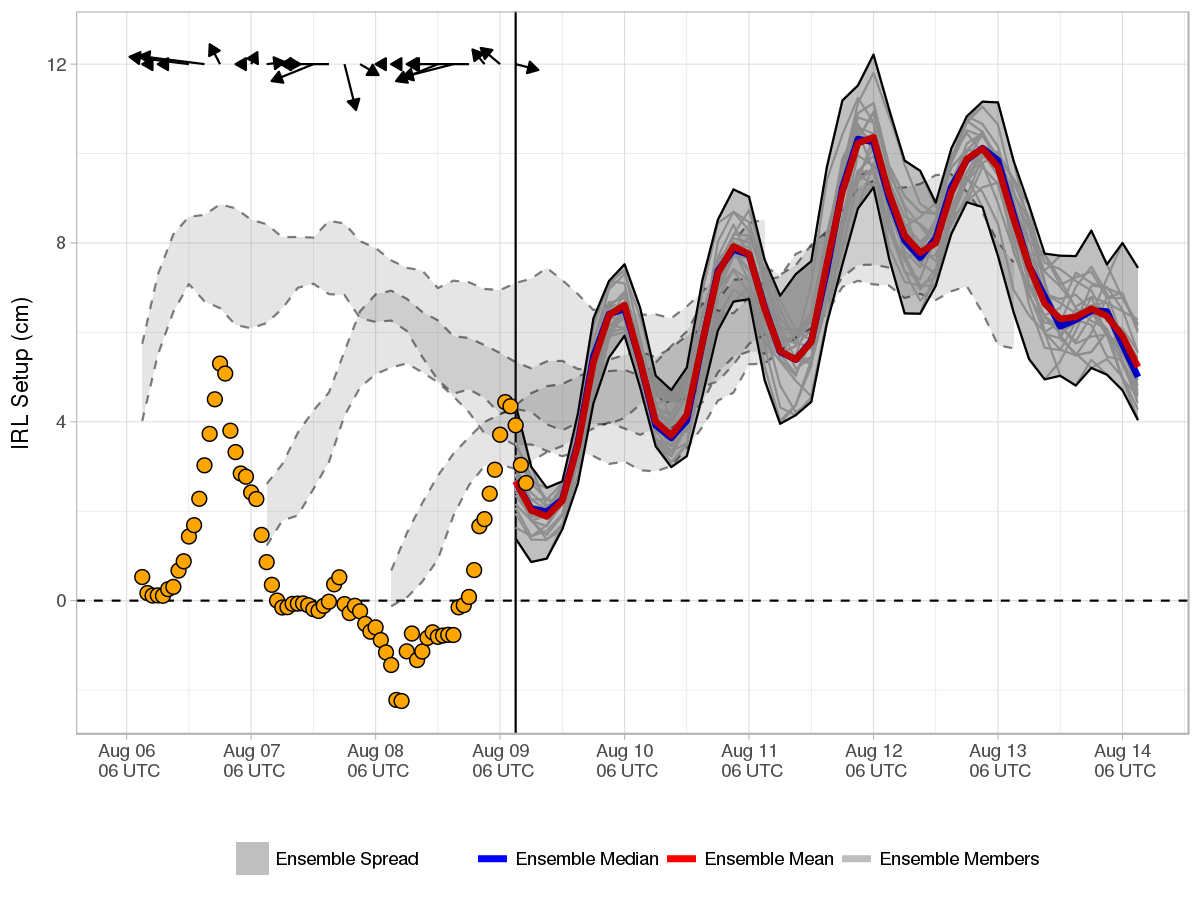 12
8
4
0
IRL Setup (cm)
Aug 06 Aug 07 Aug 08 Aug 09 Aug 10 Aug 11 Aug 12 Aug 13 Aug 14
06 UTC 06 UTC 06 UTC 06 UTC 06 UTC 06 UTC 06 UTC 06 UTC 06 UTC
Ensemble Spread Ensemble Median Ensemble Mean Ensemble Members